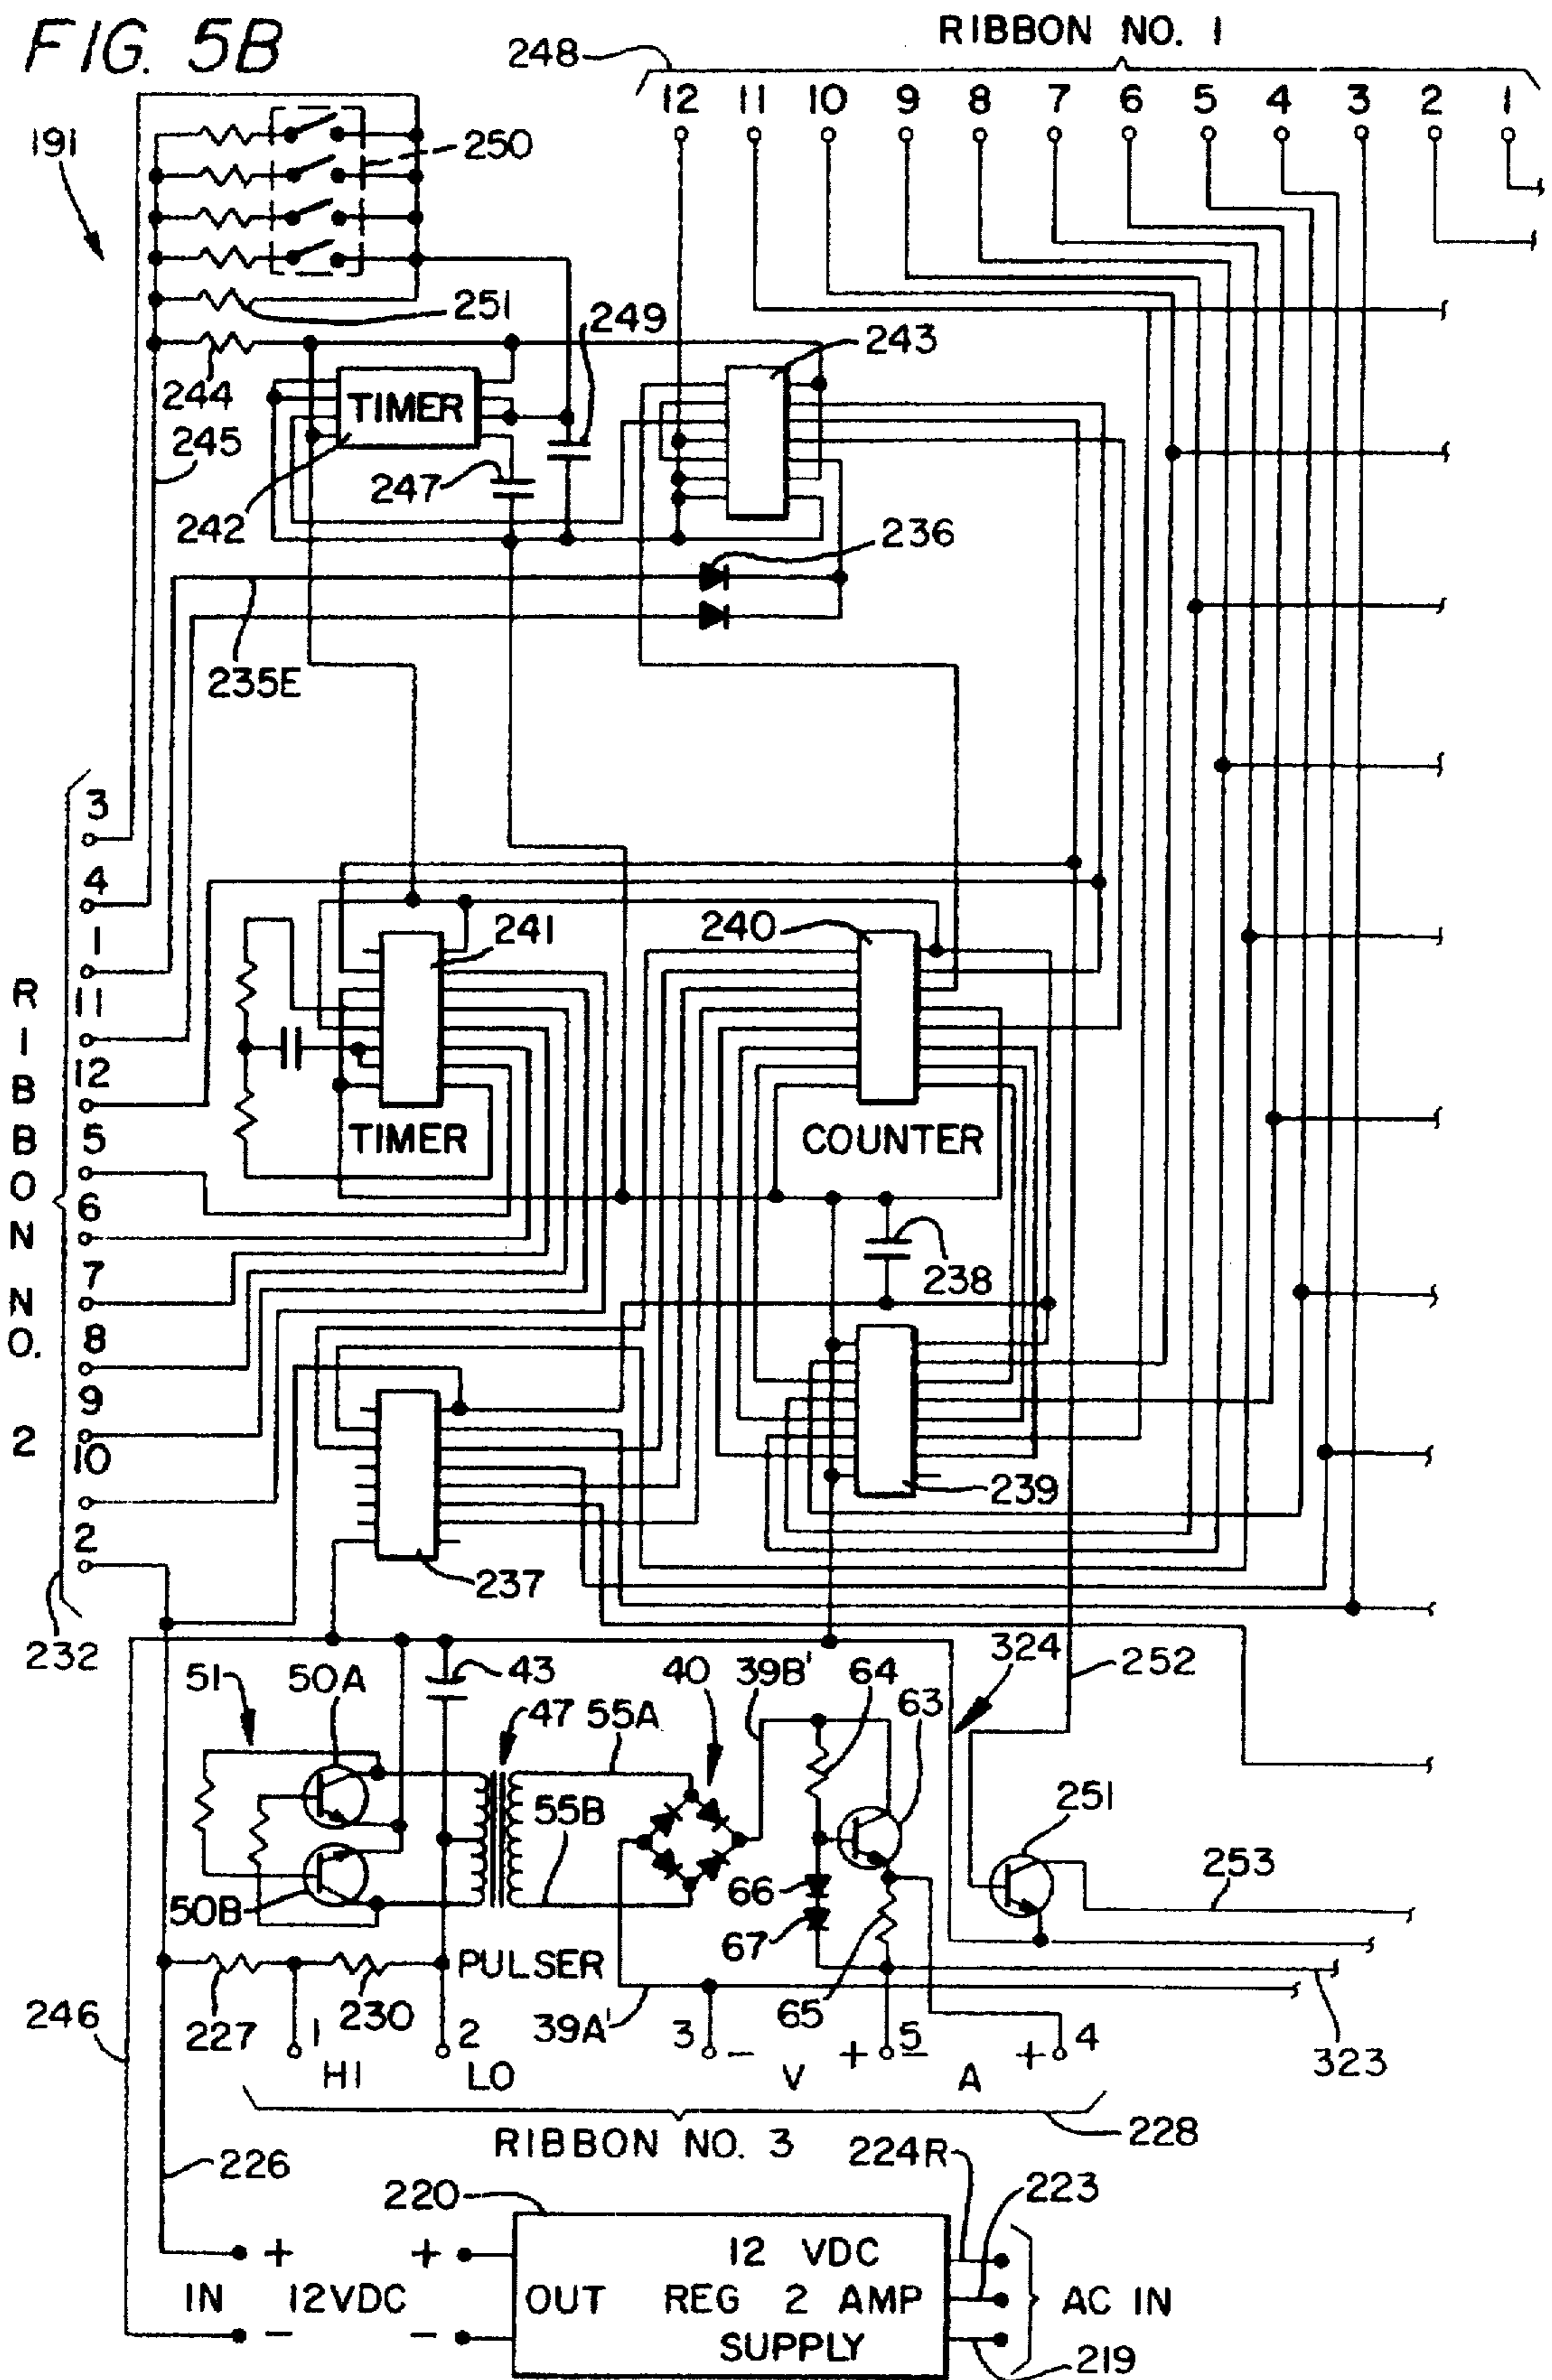 FIG. 5B
RIBBON NO. 1
248
12 11 10 9 8 7 6 5 4 3 2 1
191
250
251
249
243
244
TIMER
245
247
242
236
235E
3
4
1
11
12
5
6
7
8
9
10
2
RIBBON NO. 2
232
241
240
TIMER
COUNTER
238
239
237
324
252
51
50A
43
40
39B'
64
63
47
55A
55B
251
253
50B
66
67
65
PULSER
246
227
230
39A'
1
2
3
5
4
323
HI
LO
− V + − A +
228
RIBBON NO. 3
226
224R
223
220
+ + 12 VDC
IN 12VDC OUT REG 2 AMP AC IN
− − SUPPLY
219